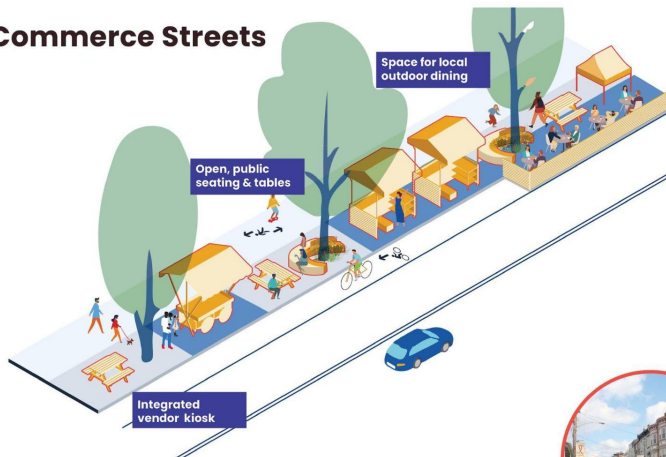 Commerce Streets
Space for local
outdoor dining
Open, public
seating & tables
Integrated
vendor kiosk